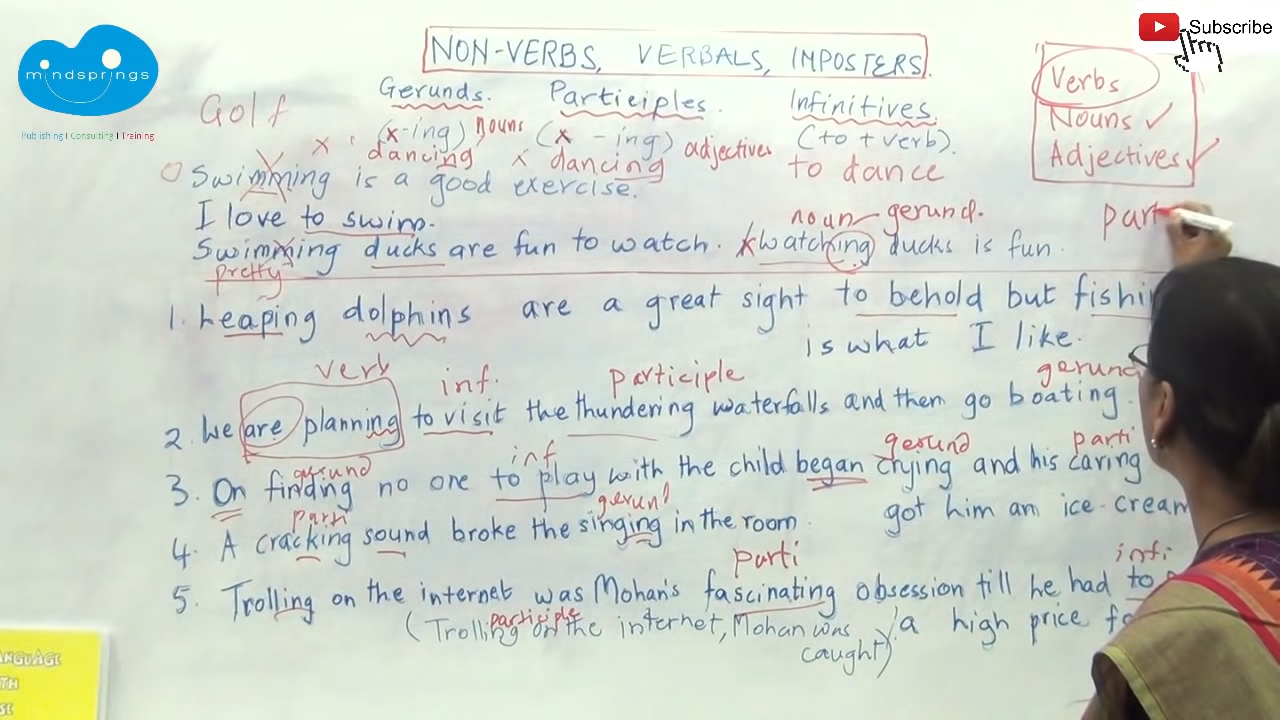 mindsprings
Publishing | Consulting | Training
Subscribe
NON-VERBS, VERBALS, IMPOSTERS.
Verbs
Nouns ✓
Adjectives ✓
Golf
Gerunds. Participles. Infinitives.
x (x-ing) nouns (x -ing) adjectives (to + verb).
dancing x dancing to dance
Swimming is a good exercise.
I love to swim.
noun - gerund.
Swimming ducks are fun to watch. x watching ducks is fun.
pretty
part
1. Leaping dolphins are a great sight to behold but
is what I like.
verb inf. participle gerund
2. We are planning to visit the thundering waterfalls and then go boating.
gerund inf gerund parti
3. On finding no one to play with the child began crying and his caring
got him an ice-cream
parti gerund
4. A cracking sound broke the singing in the room.
parti infi
5. Trolling on the internet was Mohan's fascinating obsession till he had to
a high price
participle
(Trolling on the internet, Mohan was
caught)